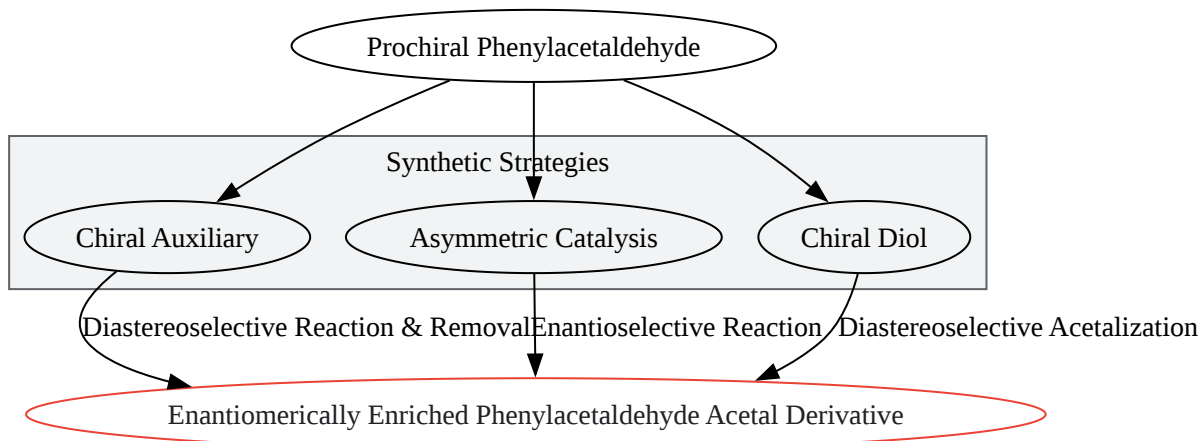 Prochiral Phenylacetaldehyde
Synthetic Strategies
Chiral Auxiliary
Asymmetric Catalysis
Chiral Diol
Diastereoselective Reaction & Removal
Enantioselective Reaction
Diastereoselective Acetalization
Enantiomerically Enriched Phenylacetaldehyde Acetal Derivative